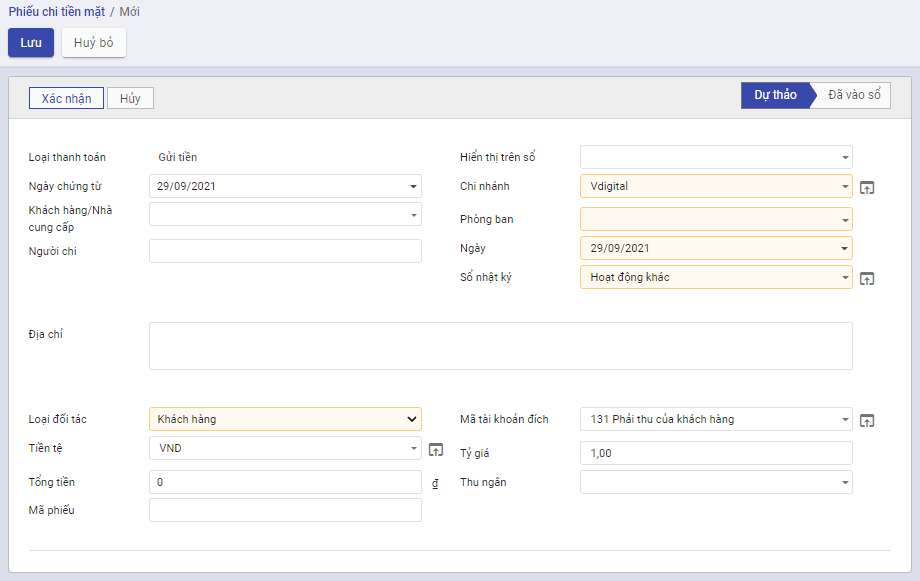 Phiếu chi tiền mặt / Mới
Lưu Huỷ bỏ
Xác nhận Hủy Dự thảo Đã vào sổ
Loại thanh toán Gửi tiền Hiển thị trên sổ
Ngày chứng từ 29/09/2021 Chi nhánh Vdigital
Khách hàng/Nhà
cung cấp Phòng ban
Người chi Ngày 29/09/2021
Sổ nhật ký Hoạt động khác
Địa chỉ
Loại đối tác Khách hàng Mã tài khoản đích 131 Phải thu của khách hàng
Tiền tệ VND Tỷ giá 1,00
Tổng tiền 0 ₫ Thu ngân
Mã phiếu